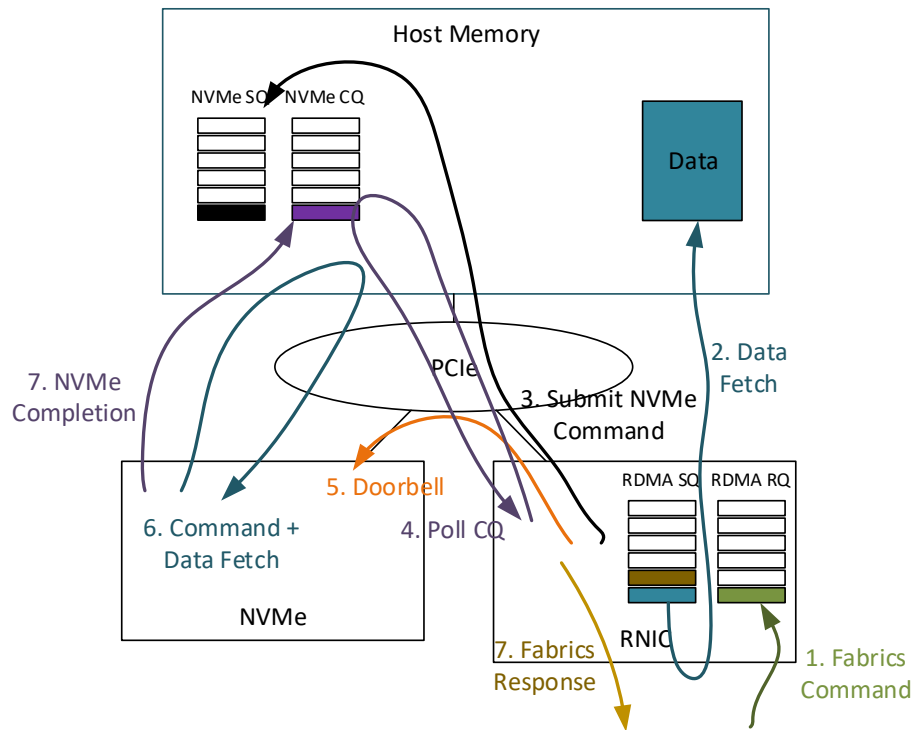 Host Memory
NVMe SQ
NVMe CQ
Data
PCIe
2. Data
Fetch
7. NVMe
Completion
3. Submit NVMe
Command
5. Doorbell
4. Poll CQ
6. Command +
Data Fetch
NVMe
RDMA SQ
RDMA RQ
RNIC
7. Fabrics
Response
1. Fabrics
Command